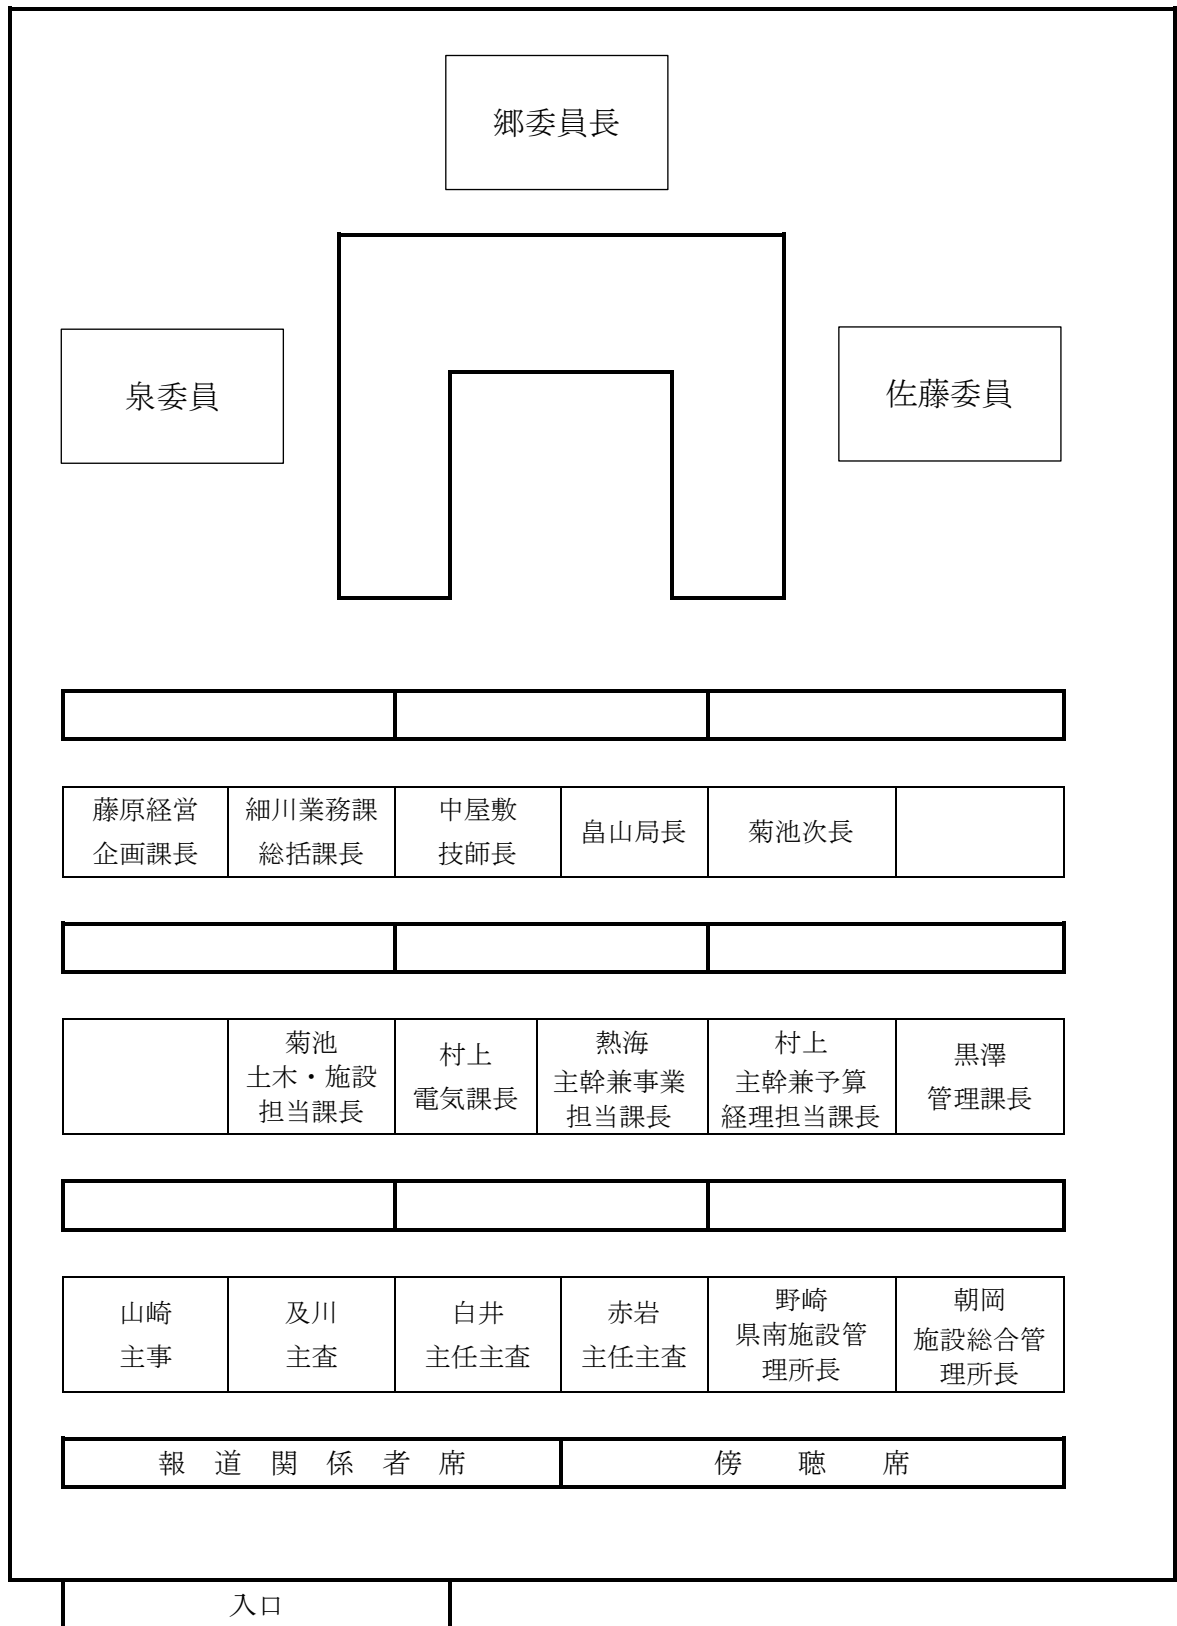 郷委員長
泉委員
佐藤委員
藤原経営
企画課長
細川業務課
総括課長
中屋敷
技師長
畠山局長
菊池次長
菊池
土木・施設
担当課長
村上
電気課長
熱海
主幹兼事業
担当課長
村上
主幹兼予算
経理担当課長
黒澤
管理課長
山崎
主事
及川
主査
白井
主任主査
赤岩
主任主査
野崎
県南施設管
理所長
朝岡
施設総合管
理所長
報道関係者席
傍聴席
入口